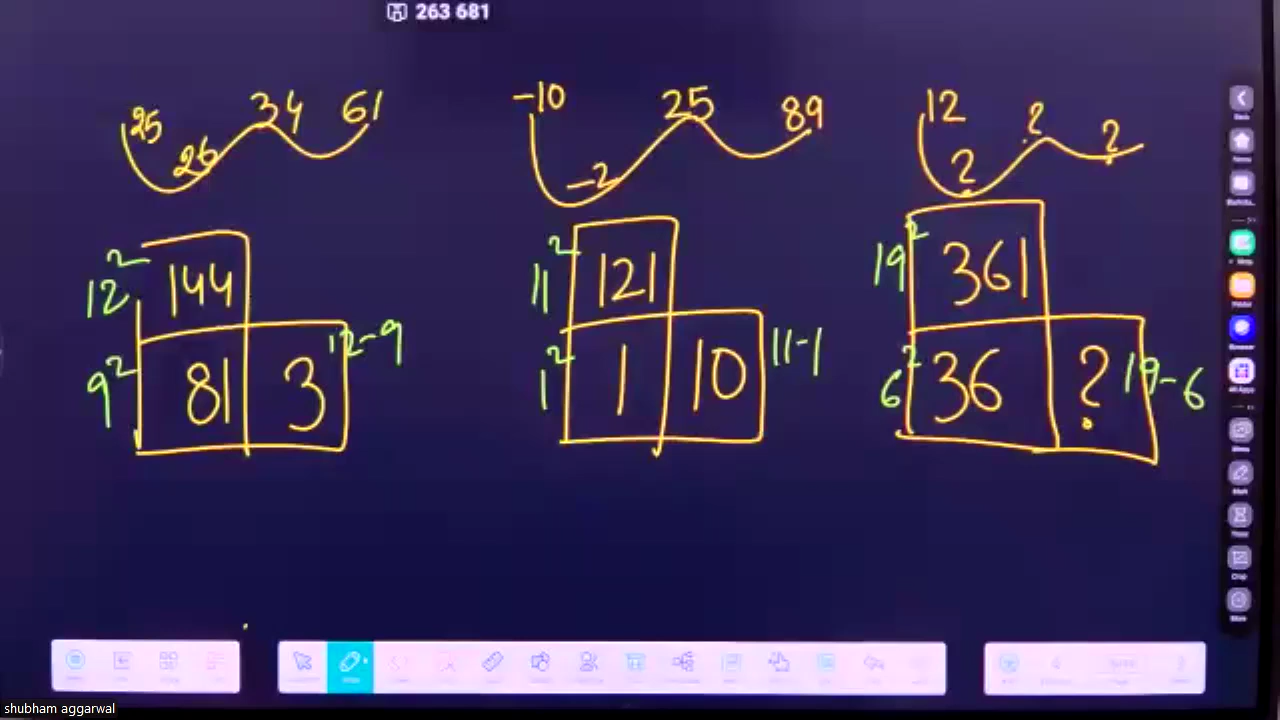 263 681
25 26 34 61
-10 -2 25 89
12 ? ? ?
12² 144
9² 81 3 12-9
11² 121
1² 1 10 11-1
19² 361
6² 36 ? 19-6
shubham aggarwal